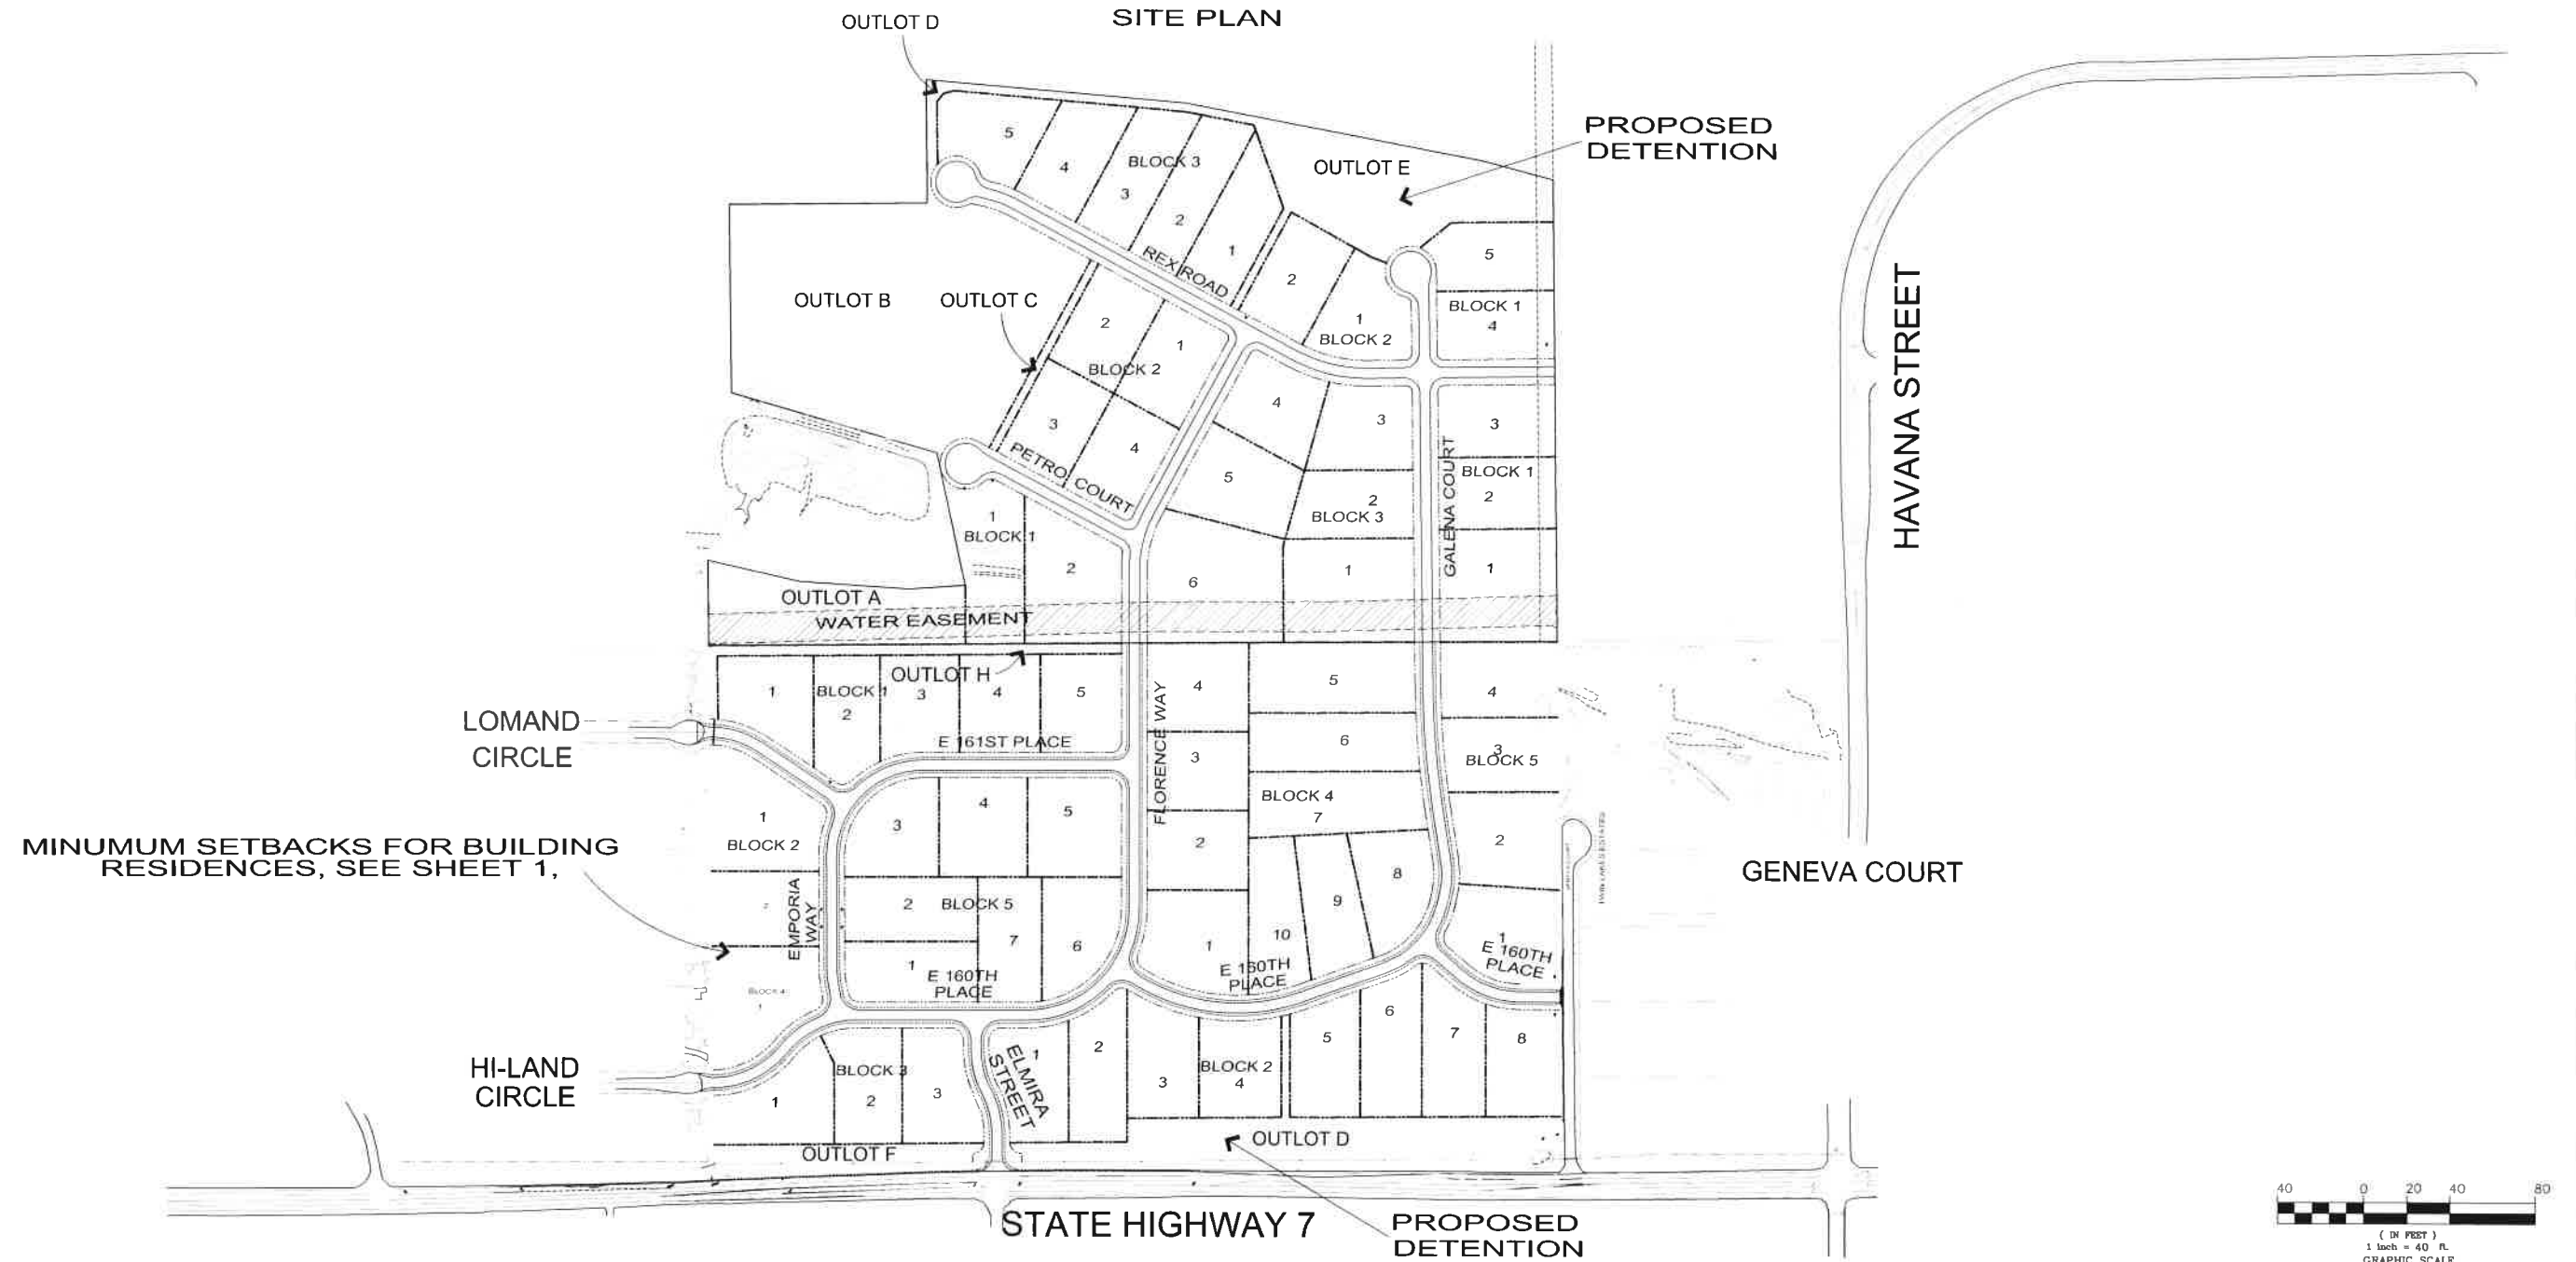 SITE PLAN
OUTLOT D
PROPOSED
DETENTION
OUTLOT E
5
4
BLOCK 3
3
2
1
REX ROAD
2
1
BLOCK 2
5
BLOCK 1
4
HAVANA STREET
OUTLOT B
OUTLOT C
2
1
BLOCK 2
3
4
PETRO COURT
4
3
5
2
BLOCK 3
1
6
GALENA COURT
3
BLOCK 1
2
1
1
BLOCK 1
2
OUTLOT A
WATER EASEMENT
OUTLOT H
1
BLOCK 1
2
3
4
5
E 161ST PLACE
LOMAND
CIRCLE
FLORENCE WAY
4
3
2
1
5
6
BLOCK 4
7
8
9
10
4
3
BLOCK 5
2
1
E 160TH
PLACE
1
BLOCK 2
2
MINUMUM SETBACKS FOR BUILDING
RESIDENCES, SEE SHEET 1,
EMPORIA
WAY
3
4
5
2
BLOCK 5
7
6
1
E 160TH
PLACE
E 160TH
PLACE
GENEVA COURT
BLOCK 4
1
HI-LAND
CIRCLE
BLOCK 3
1
2
3
ELMIRA
STREET
1
2
3
BLOCK 2
4
5
6
7
8
OUTLOT F
OUTLOT D
STATE HIGHWAY 7
PROPOSED
DETENTION
40 0 20 40 80
( IN FEET )
1 inch = 40 ft.
GRAPHIC SCALE